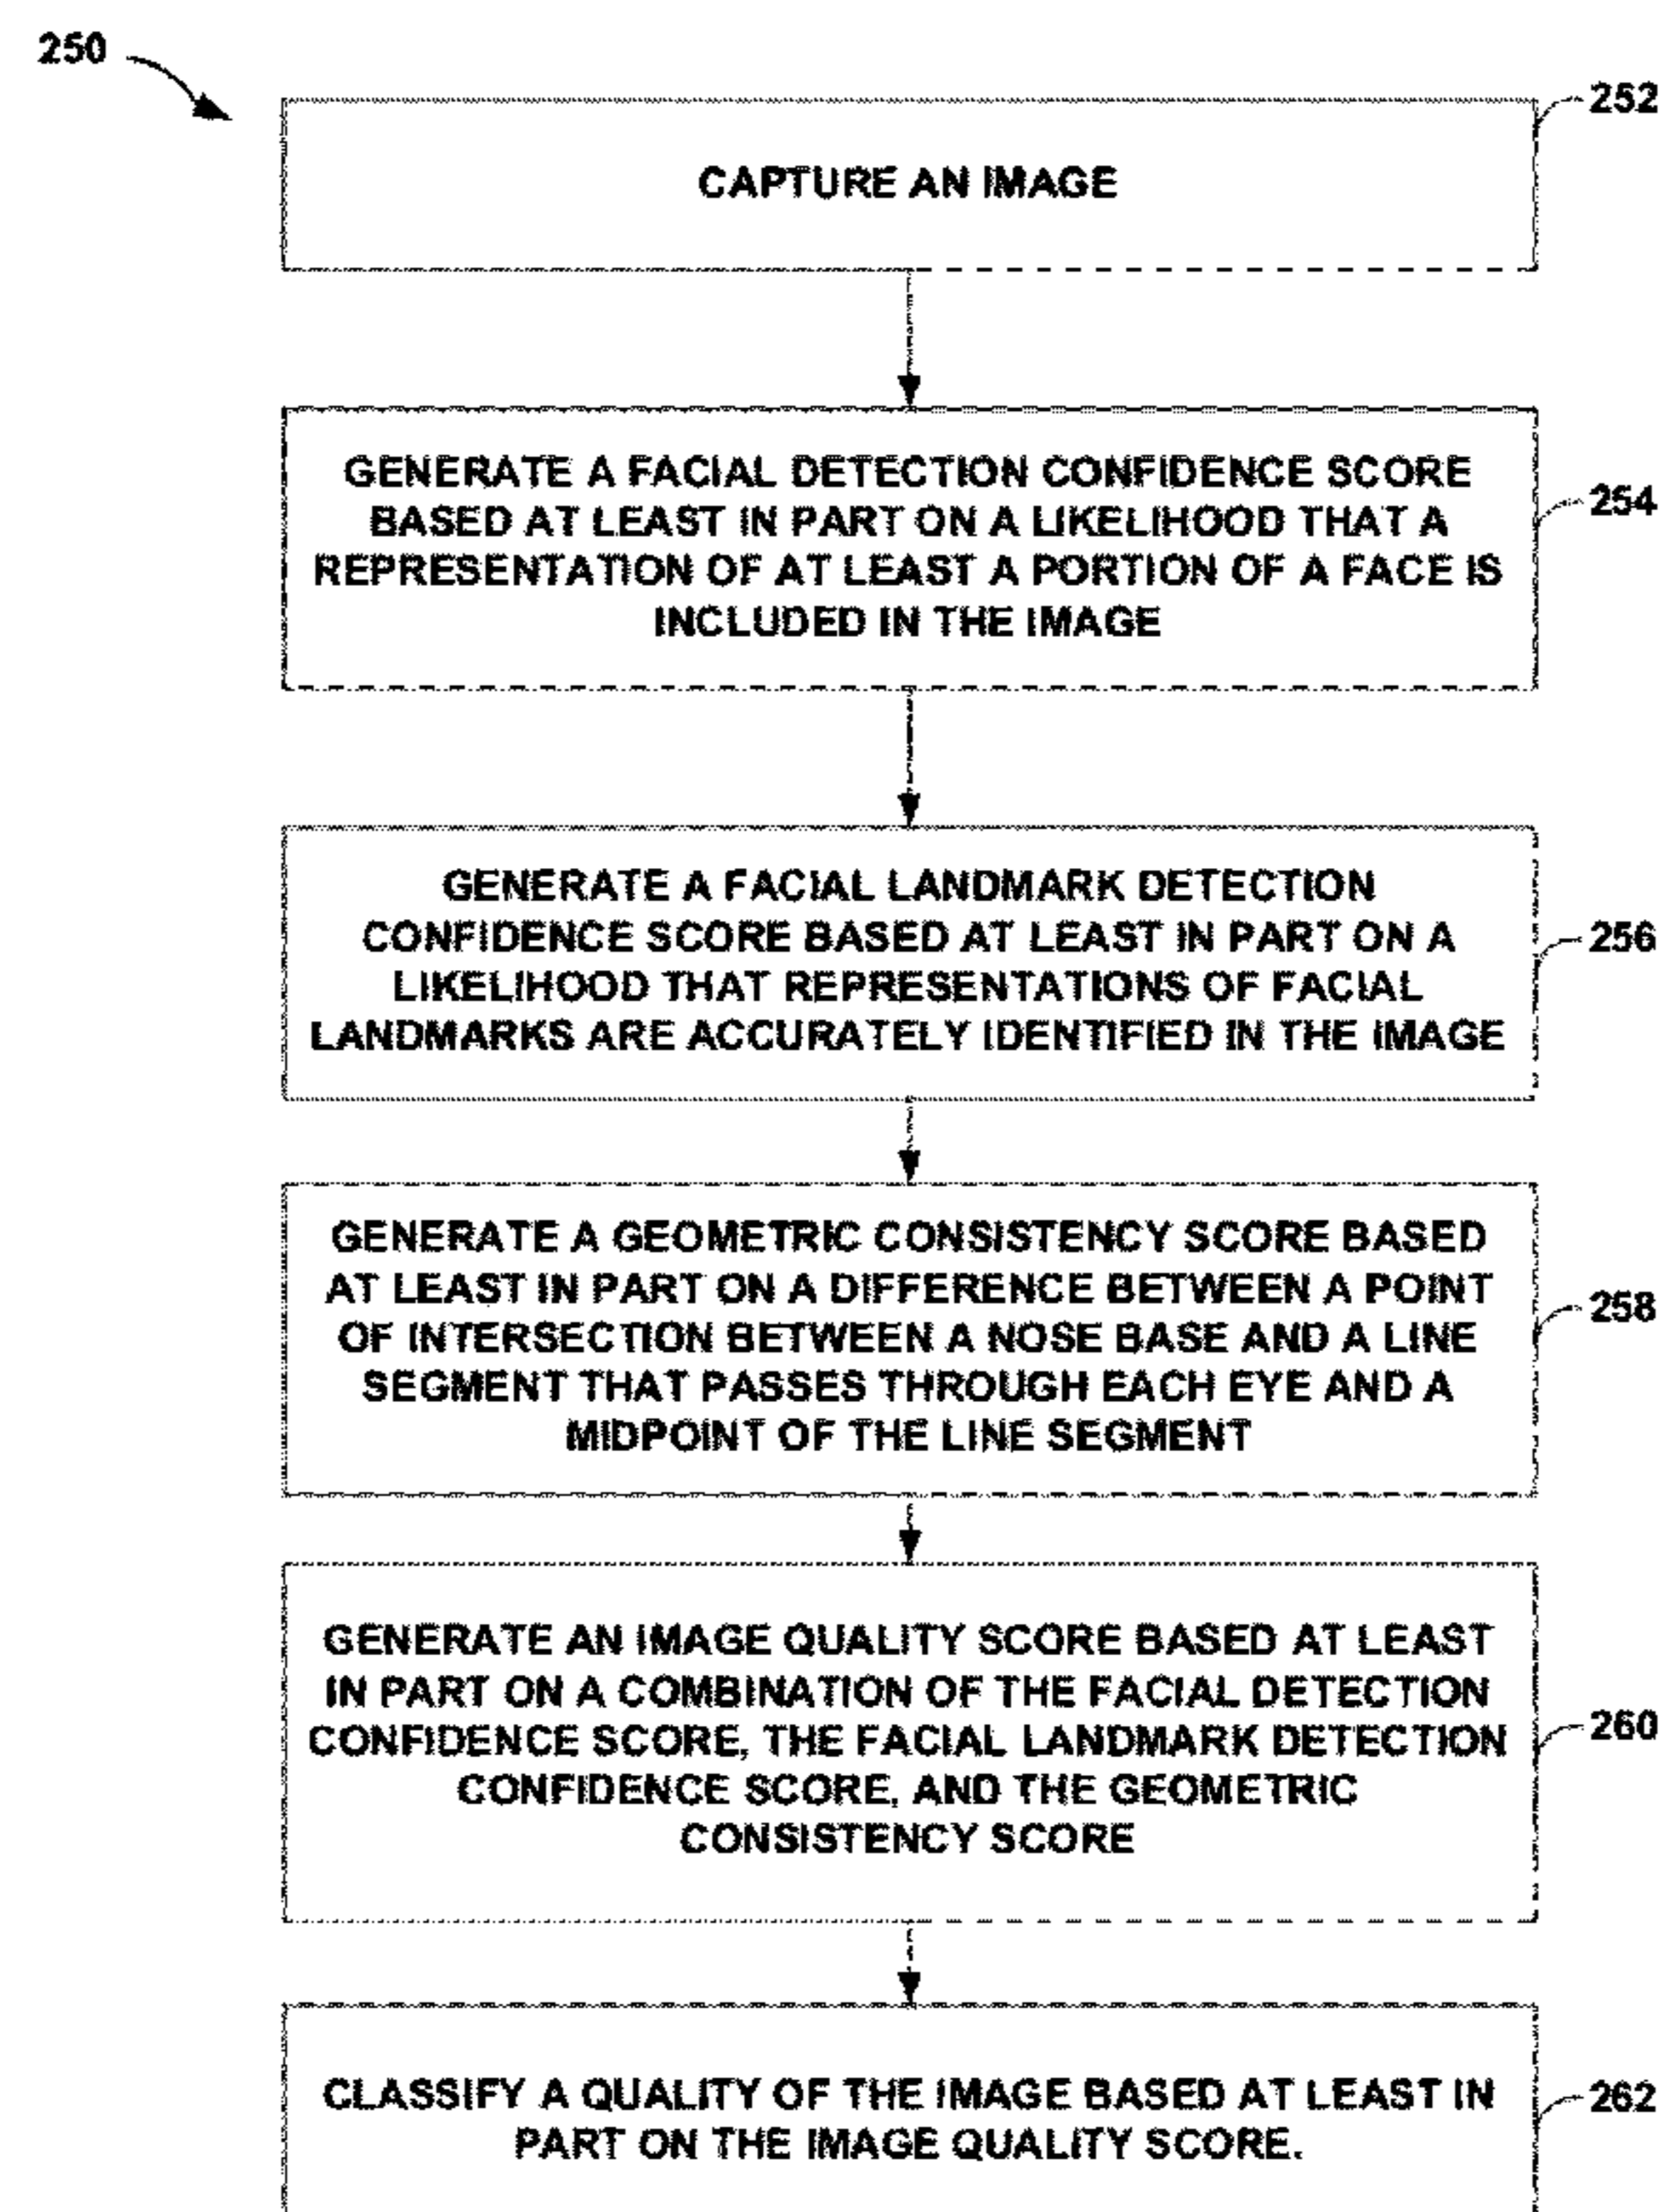 250
252
CAPTURE AN IMAGE
GENERATE A FACIAL DETECTION CONFIDENCE SCORE
BASED AT LEAST IN PART ON A LIKELIHOOD THAT A
REPRESENTATION OF AT LEAST A PORTION OF A FACE IS
INCLUDED IN THE IMAGE
254
GENERATE A FACIAL LANDMARK DETECTION
CONFIDENCE SCORE BASED AT LEAST IN PART ON A
LIKELIHOOD THAT REPRESENTATIONS OF FACIAL
LANDMARKS ARE ACCURATELY IDENTIFIED IN THE IMAGE
256
GENERATE A GEOMETRIC CONSISTENCY SCORE BASED
AT LEAST IN PART ON A DIFFERENCE BETWEEN A POINT
OF INTERSECTION BETWEEN A NOSE BASE AND A LINE
SEGMENT THAT PASSES THROUGH EACH EYE AND A
MIDPOINT OF THE LINE SEGMENT
258
GENERATE AN IMAGE QUALITY SCORE BASED AT LEAST
IN PART ON A COMBINATION OF THE FACIAL DETECTION
CONFIDENCE SCORE, THE FACIAL LANDMARK DETECTION
CONFIDENCE SCORE, AND THE GEOMETRIC
CONSISTENCY SCORE
260
CLASSIFY A QUALITY OF THE IMAGE BASED AT LEAST IN
PART ON THE IMAGE QUALITY SCORE.
262